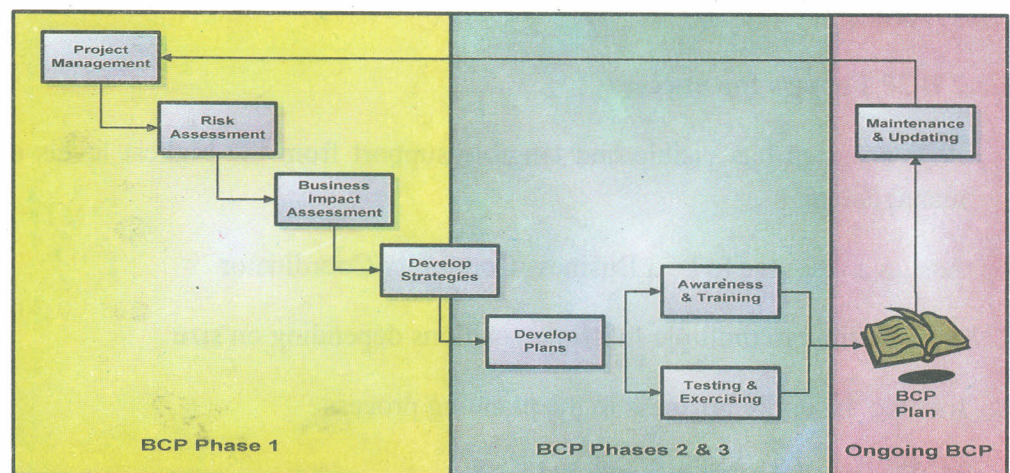 Project
Management
Risk
Assessment
Business
Impact
Assessment
Develop
Strategies
Develop
Plans
Awareness
& Training
Testing &
Exercising
Maintenance
& Updating
BCP
Plan
BCP Phase 1
BCP Phases 2 & 3
Ongoing BCP